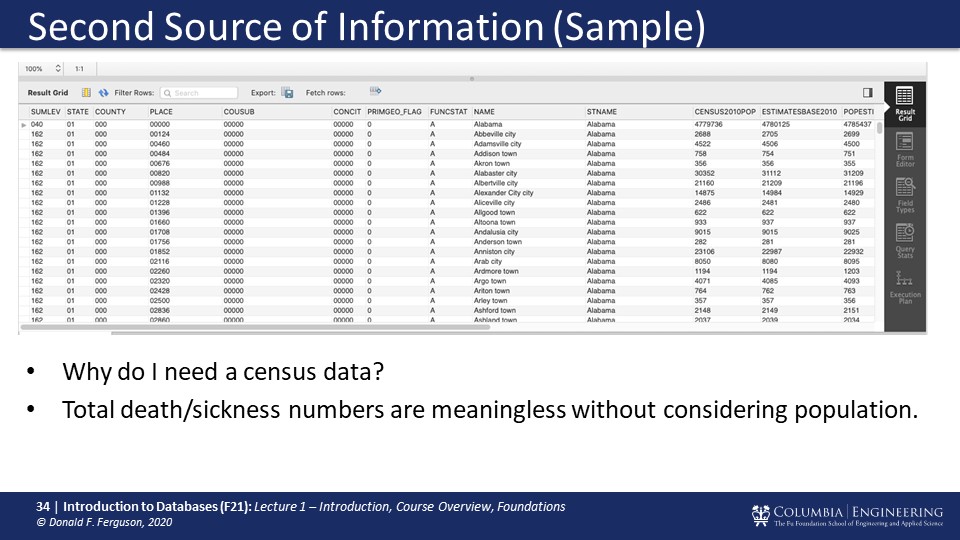 Second Source of Information (Sample)
100% 1:1
Result Grid Filter Rows: Search Export: Fetch rows:
SUMLEV STATE COUNTY PLACE COUSUB CONCIT PRIMGEO_FLAG FUNCSTAT NAME STNAME CENSUS2010POP ESTIMATESBASE2010 POPESTI
040 01 000 00000 00000 00000 0 A Alabama Alabama 4779736 4780125 4785437
162 01 000 00124 00000 00000 0 A Abbeville city Alabama 2688 2705 2699
162 01 000 00460 00000 00000 0 A Adamsville city Alabama 4522 4506 4500
162 01 000 00484 00000 00000 0 A Addison town Alabama 758 754 751
162 01 000 00676 00000 00000 0 A Akron town Alabama 356 356 355
162 01 000 00820 00000 00000 0 A Alabaster city Alabama 30352 31112 31209
162 01 000 00988 00000 00000 0 A Albertville city Alabama 21160 21209 21196
162 01 000 01132 00000 00000 0 A Alexander City city Alabama 14875 14984 14929
162 01 000 01228 00000 00000 0 A Aliceville city Alabama 2486 2481 2480
162 01 000 01396 00000 00000 0 A Allgood town Alabama 622 622 622
162 01 000 01660 00000 00000 0 A Altoona town Alabama 933 937 937
162 01 000 01708 00000 00000 0 A Andalusia city Alabama 9015 9015 9025
162 01 000 01756 00000 00000 0 A Anderson town Alabama 282 281 281
162 01 000 01852 00000 00000 0 A Anniston city Alabama 23106 22987 22932
162 01 000 02116 00000 00000 0 A Arab city Alabama 8050 8080 8095
162 01 000 02260 00000 00000 0 A Ardmore town Alabama 1194 1194 1203
162 01 000 02320 00000 00000 0 A Argo town Alabama 4071 4085 4093
162 01 000 02428 00000 00000 0 A Ariton town Alabama 764 762 763
162 01 000 02500 00000 00000 0 A Arley town Alabama 357 357 356
162 01 000 02836 00000 00000 0 A Ashford town Alabama 2148 2149 2151
162 01 000 02860 00000 00000 0 A Ashland town Alabama 2037 2039 2034
Result
Grid
Form
Editor
Field
Types
Query
Stats
Execution
Plan
• Why do I need a census data?
• Total death/sickness numbers are meaningless without considering population.
34 | Introduction to Databases (F21): Lecture 1 – Introduction, Course Overview, Foundations
© Donald F. Ferguson, 2020
COLUMBIA | ENGINEERING
The Fu Foundation School of Engineering and Applied Science